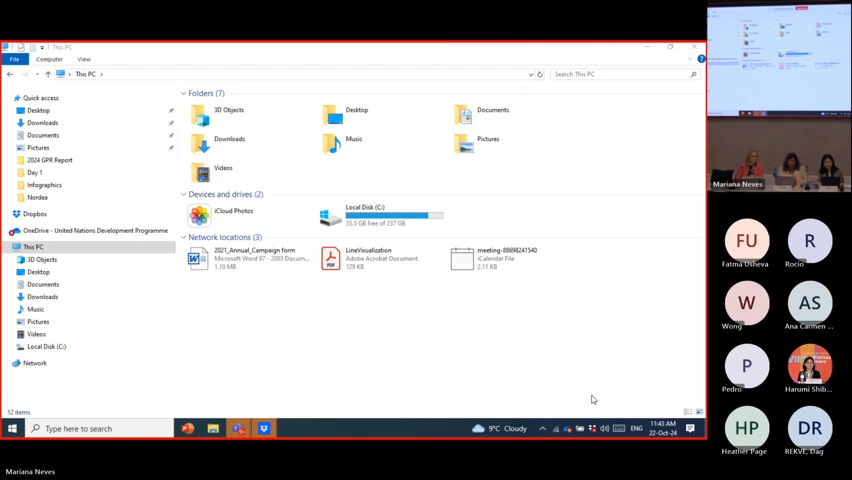 This PC
File
Computer
View
This PC
Search This PC
Quick access
Desktop
Downloads
Documents
Pictures
2024 GPR Report
Day 1
Infographics
Nordea
Dropbox
OneDrive - United Nations Development Programme
This PC
3D Objects
Desktop
Documents
Downloads
Music
Pictures
Videos
Local Disk (C:)
Network
Folders (7)
3D Objects
Desktop
Documents
Downloads
Music
Pictures
Videos
Devices and drives (2)
iCloud Photos
Local Disk (C:)
35.5 GB free of 237 GB
Network locations (3)
2021_Annual_Campaign form
Microsoft Word 97 - 2003 Docum...
1.10 MB
LineVisualization
Adobe Acrobat Document
129 KB
meeting-88698241540
iCalendar File
2.11 KB
12 items
Type here to search
9°C Cloudy
ENG
11:43 AM
22-Oct-24
Mariana Neves
Mariana Neves
FU
Fatma Usheva
R
Rocio
W
Wong
AS
Ana Carmen ...
P
Pedro
Harumi Shib...
HP
Heather Page
DR
REKVE, Dag